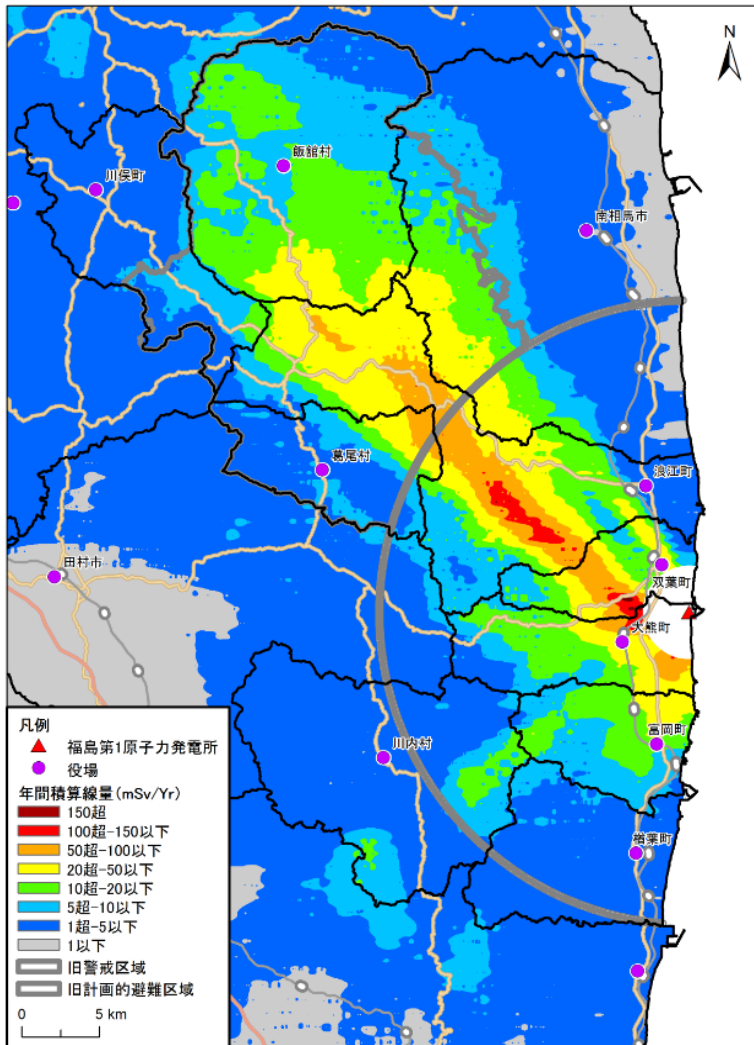 N
飯舘村
川俣町
南相馬市
葛尾村
浪江町
田村市
双葉町
大熊町
富岡町
川内村
楢葉町
凡例
福島第1原子力発電所
役場
年間積算線量(mSv/Yr)
150超
100超-150以下
50超-100以下
20超-50以下
10超-20以下
5超-10以下
1超-5以下
1以下
旧警戒区域
旧計画的避難区域
0 5 km